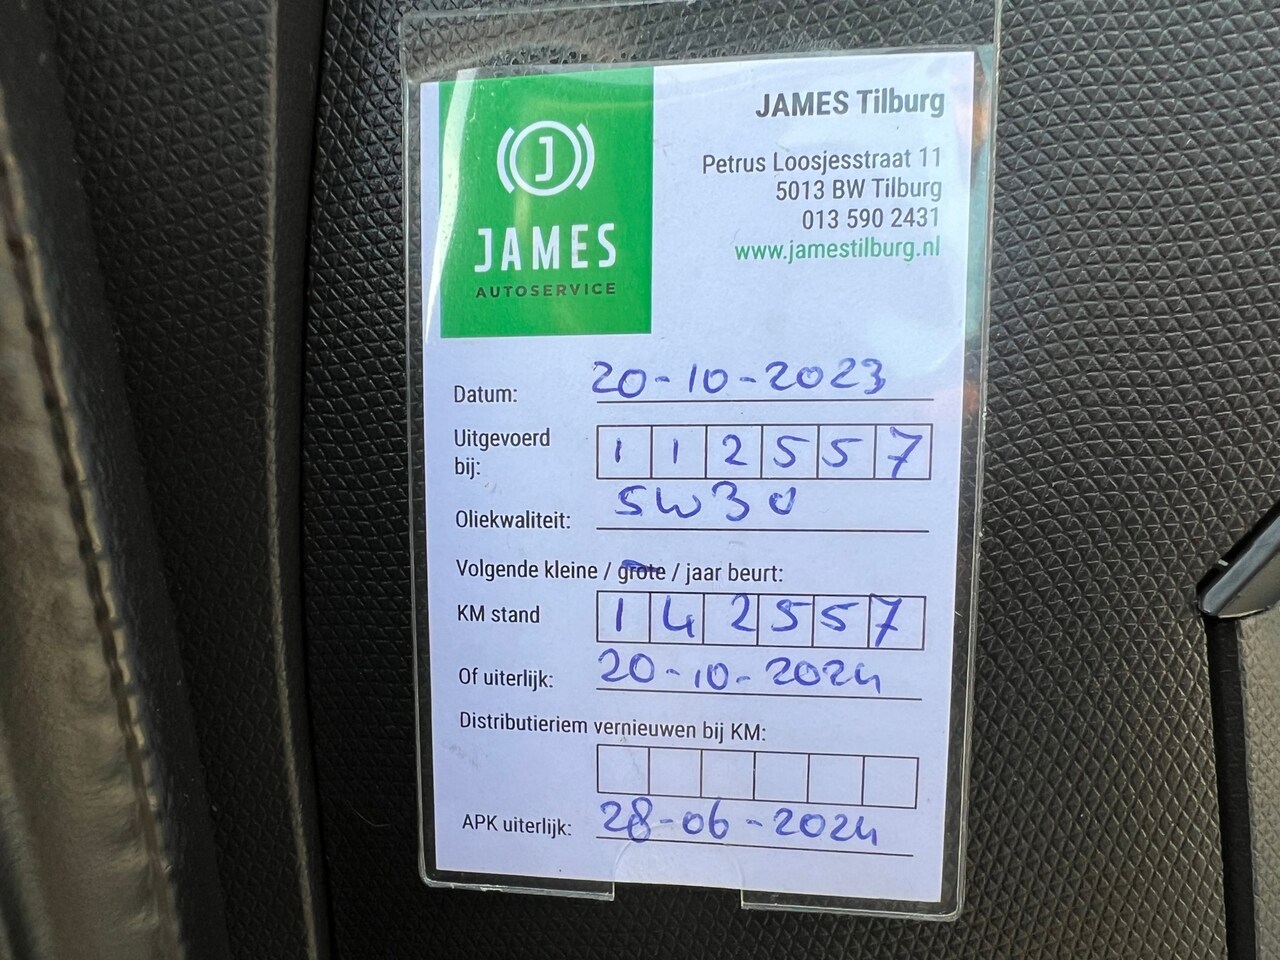 J
JAMES
AUTOSERVICE
JAMES Tilburg
Petrus Loosjesstraat 11
5013 BW Tilburg
013 590 2431
www.jamestilburg.nl
Datum: 20-10-2023
Uitgevoerd bij: 112557
Oliekwaliteit: 5W30
Volgende kleine / grote / jaar beurt:
KM stand 142557
Of uiterlijk: 20-10-2024
Distributieriem vernieuwen bij KM:
APK uiterlijk: 28-06-2024